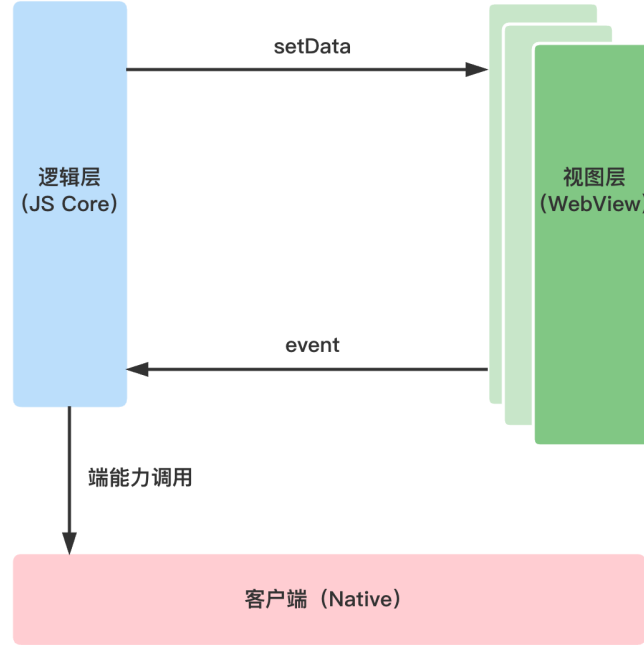 setData
逻辑层
（JS Core）
视图层
（WebView）
event
端能力调用
客户端（Native）